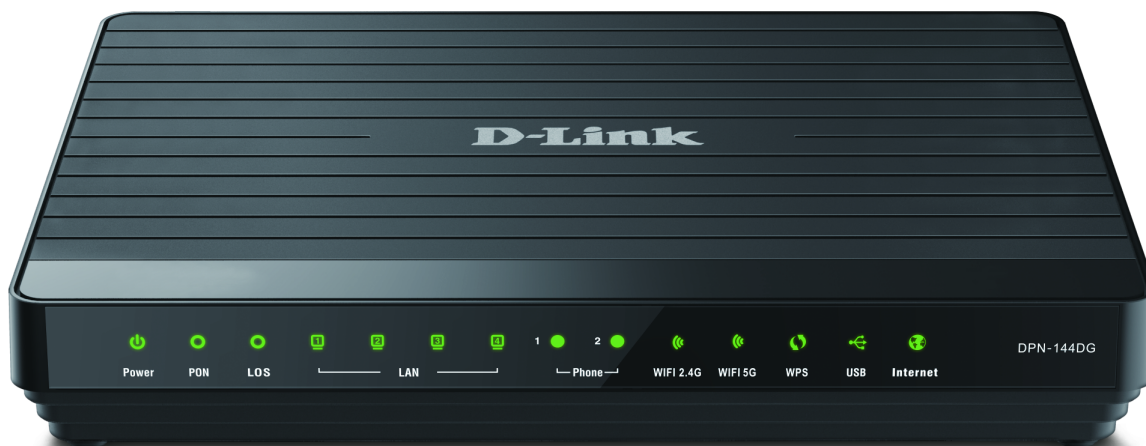 D-Link
1 2 3 4 1 2
Power PON LOS LAN Phone WIFI 2.4G WIFI 5G WPS USB Internet
DPN-144DG